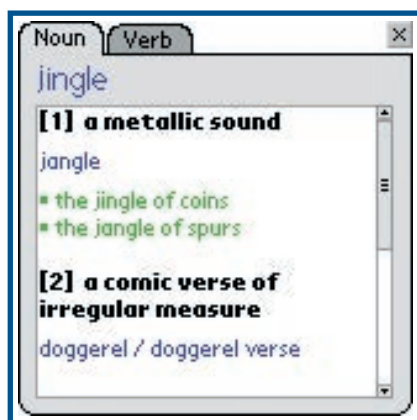 Noun Verb
jingle
[1] a metallic sound
jangle
▪ the jingle of coins
▪ the jangle of spurs
[2] a comic verse of
irregular measure
doggerel / doggerel verse